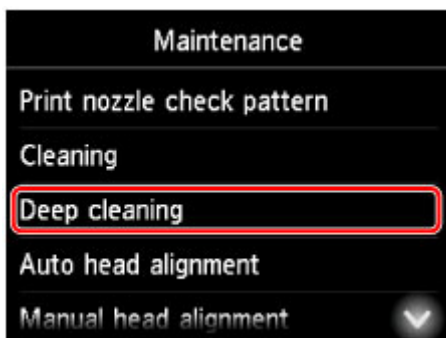 Maintenance
Print nozzle check pattern
Cleaning
Deep cleaning
Auto head alignment
Manual head alignment